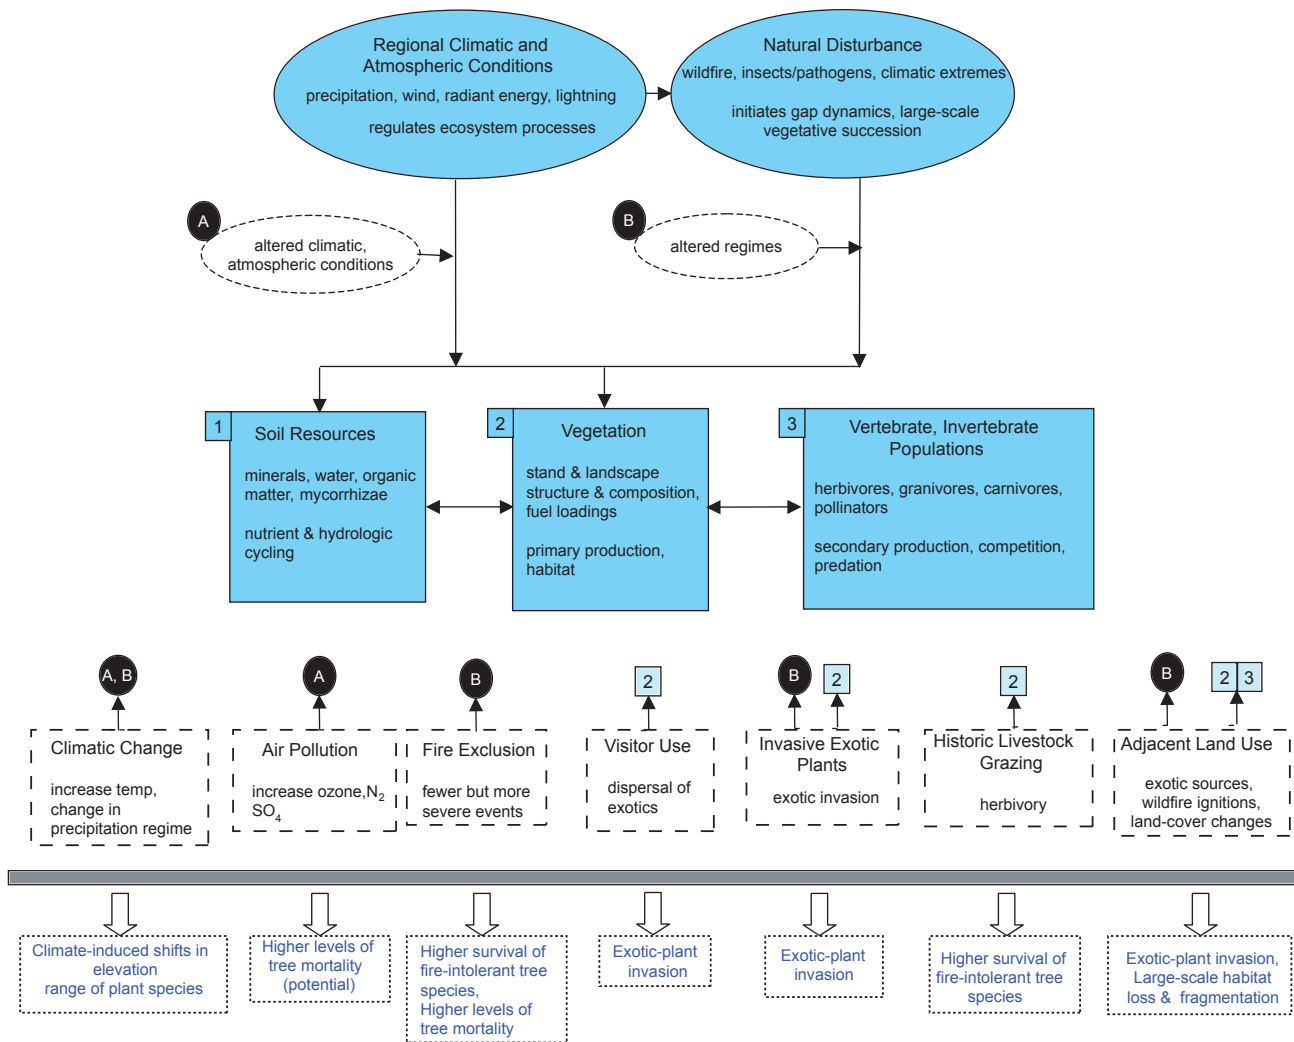 Regional Climatic and
Atmospheric Conditions
precipitation, wind, radiant energy, lightning
regulates ecosystem processes
Natural Disturbance
wildfire, insects/pathogens, climatic extremes
initiates gap dynamics, large-scale
vegetative succession
A
altered climatic,
atmospheric conditions
B
altered regimes
1
Soil Resources
minerals, water, organic
matter, mycorrhizae
nutrient & hydrologic
cycling
2
Vegetation
stand & landscape
structure & composition,
fuel loadings
primary production,
habitat
3
Vertebrate, Invertebrate
Populations
herbivores, granivores, carnivores,
pollinators
secondary production, competition,
predation
A, B
Climatic Change
increase temp,
change in
precipitation regime
A
Air Pollution
increase ozone,N2
SO4
B
Fire Exclusion
fewer but more
severe events
2
Visitor Use
dispersal of
exotics
B
2
Invasive Exotic
Plants
exotic invasion
2
Historic Livestock
Grazing
herbivory
B
2 3
Adjacent Land Use
exotic sources,
wildfire ignitions,
land-cover changes
Climate-induced shifts in
elevation
range of plant species
Higher levels of
tree mortality
(potential)
Higher survival of
fire-intolerant tree
species,
Higher levels of
tree mortality
Exotic-plant
invasion
Exotic-plant
invasion
Higher survival of
fire-intolerant tree
species
Exotic-plant invasion,
Large-scale habitat
loss & fragmentation